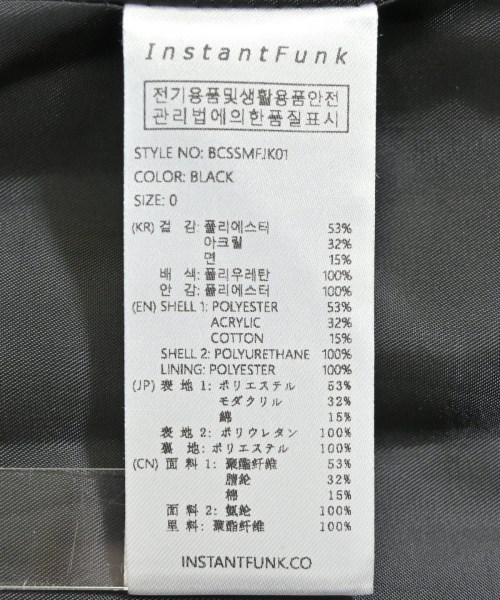 InstantFunk
전기용품및생활용품안전
관리법에의한품질표시
STYLE NO: BCSSMFJK01
COLOR: BLACK
SIZE: 0
(KR) 겉 감: 폴리에스터 53%
아크릴 32%
면 15%
배 색: 폴리우레탄 100%
안 감: 폴리에스터 100%
(EN) SHELL 1: POLYESTER 53%
ACRYLIC 32%
COTTON 15%
SHELL 2: POLYURETHANE 100%
LINING: POLYESTER 100%
(JP) 表 地 1: ポリエステル 53%
モダクリル 32%
綿 15%
表 地 2: ポリウレタン 100%
裏 地: ポリエステル 100%
(CN) 面 料 1: 聚酯纤维 53%
腈纶 32%
棉 15%
面 料 2: 氨纶 100%
里料: 聚酯纤维 100%
INSTANTFUNK.CO